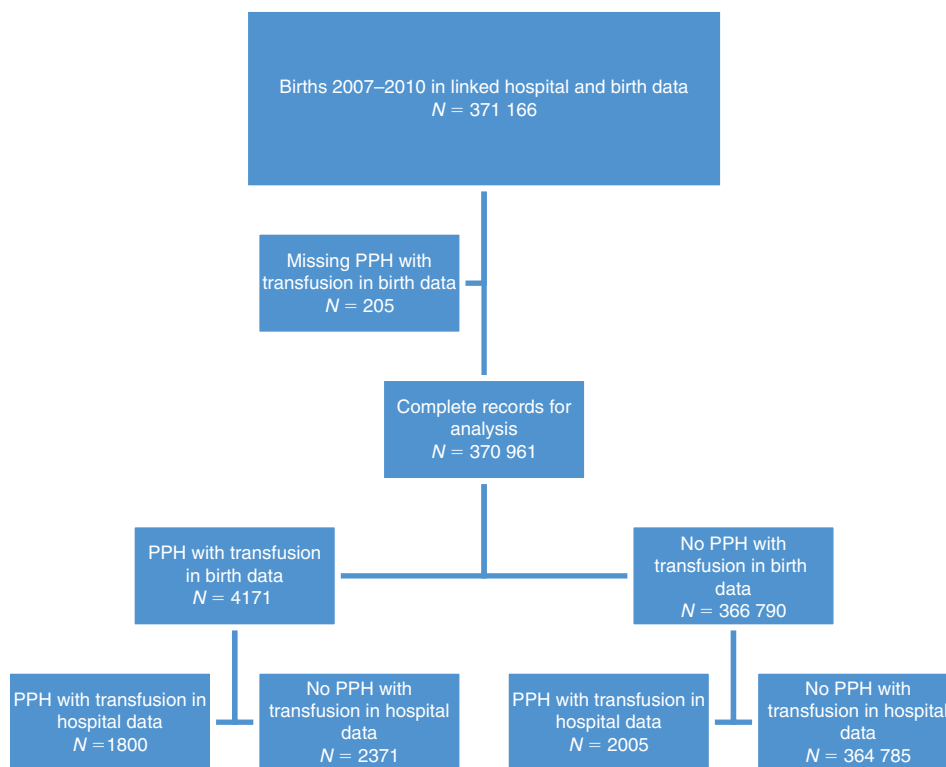 Births 2007–2010 in linked hospital and birth data
N = 371 166
Missing PPH with
transfusion in birth data
N = 205
Complete records for
analysis
N = 370 961
PPH with transfusion
in birth data
N = 4171
No PPH with
transfusion in birth
data
N = 366 790
PPH with transfusion in
hospital data
N =1800
No PPH with
transfusion in hospital
data
N = 2371
PPH with transfusion in
hospital data
N = 2005
No PPH with
transfusion in hospital
data
N = 364 785